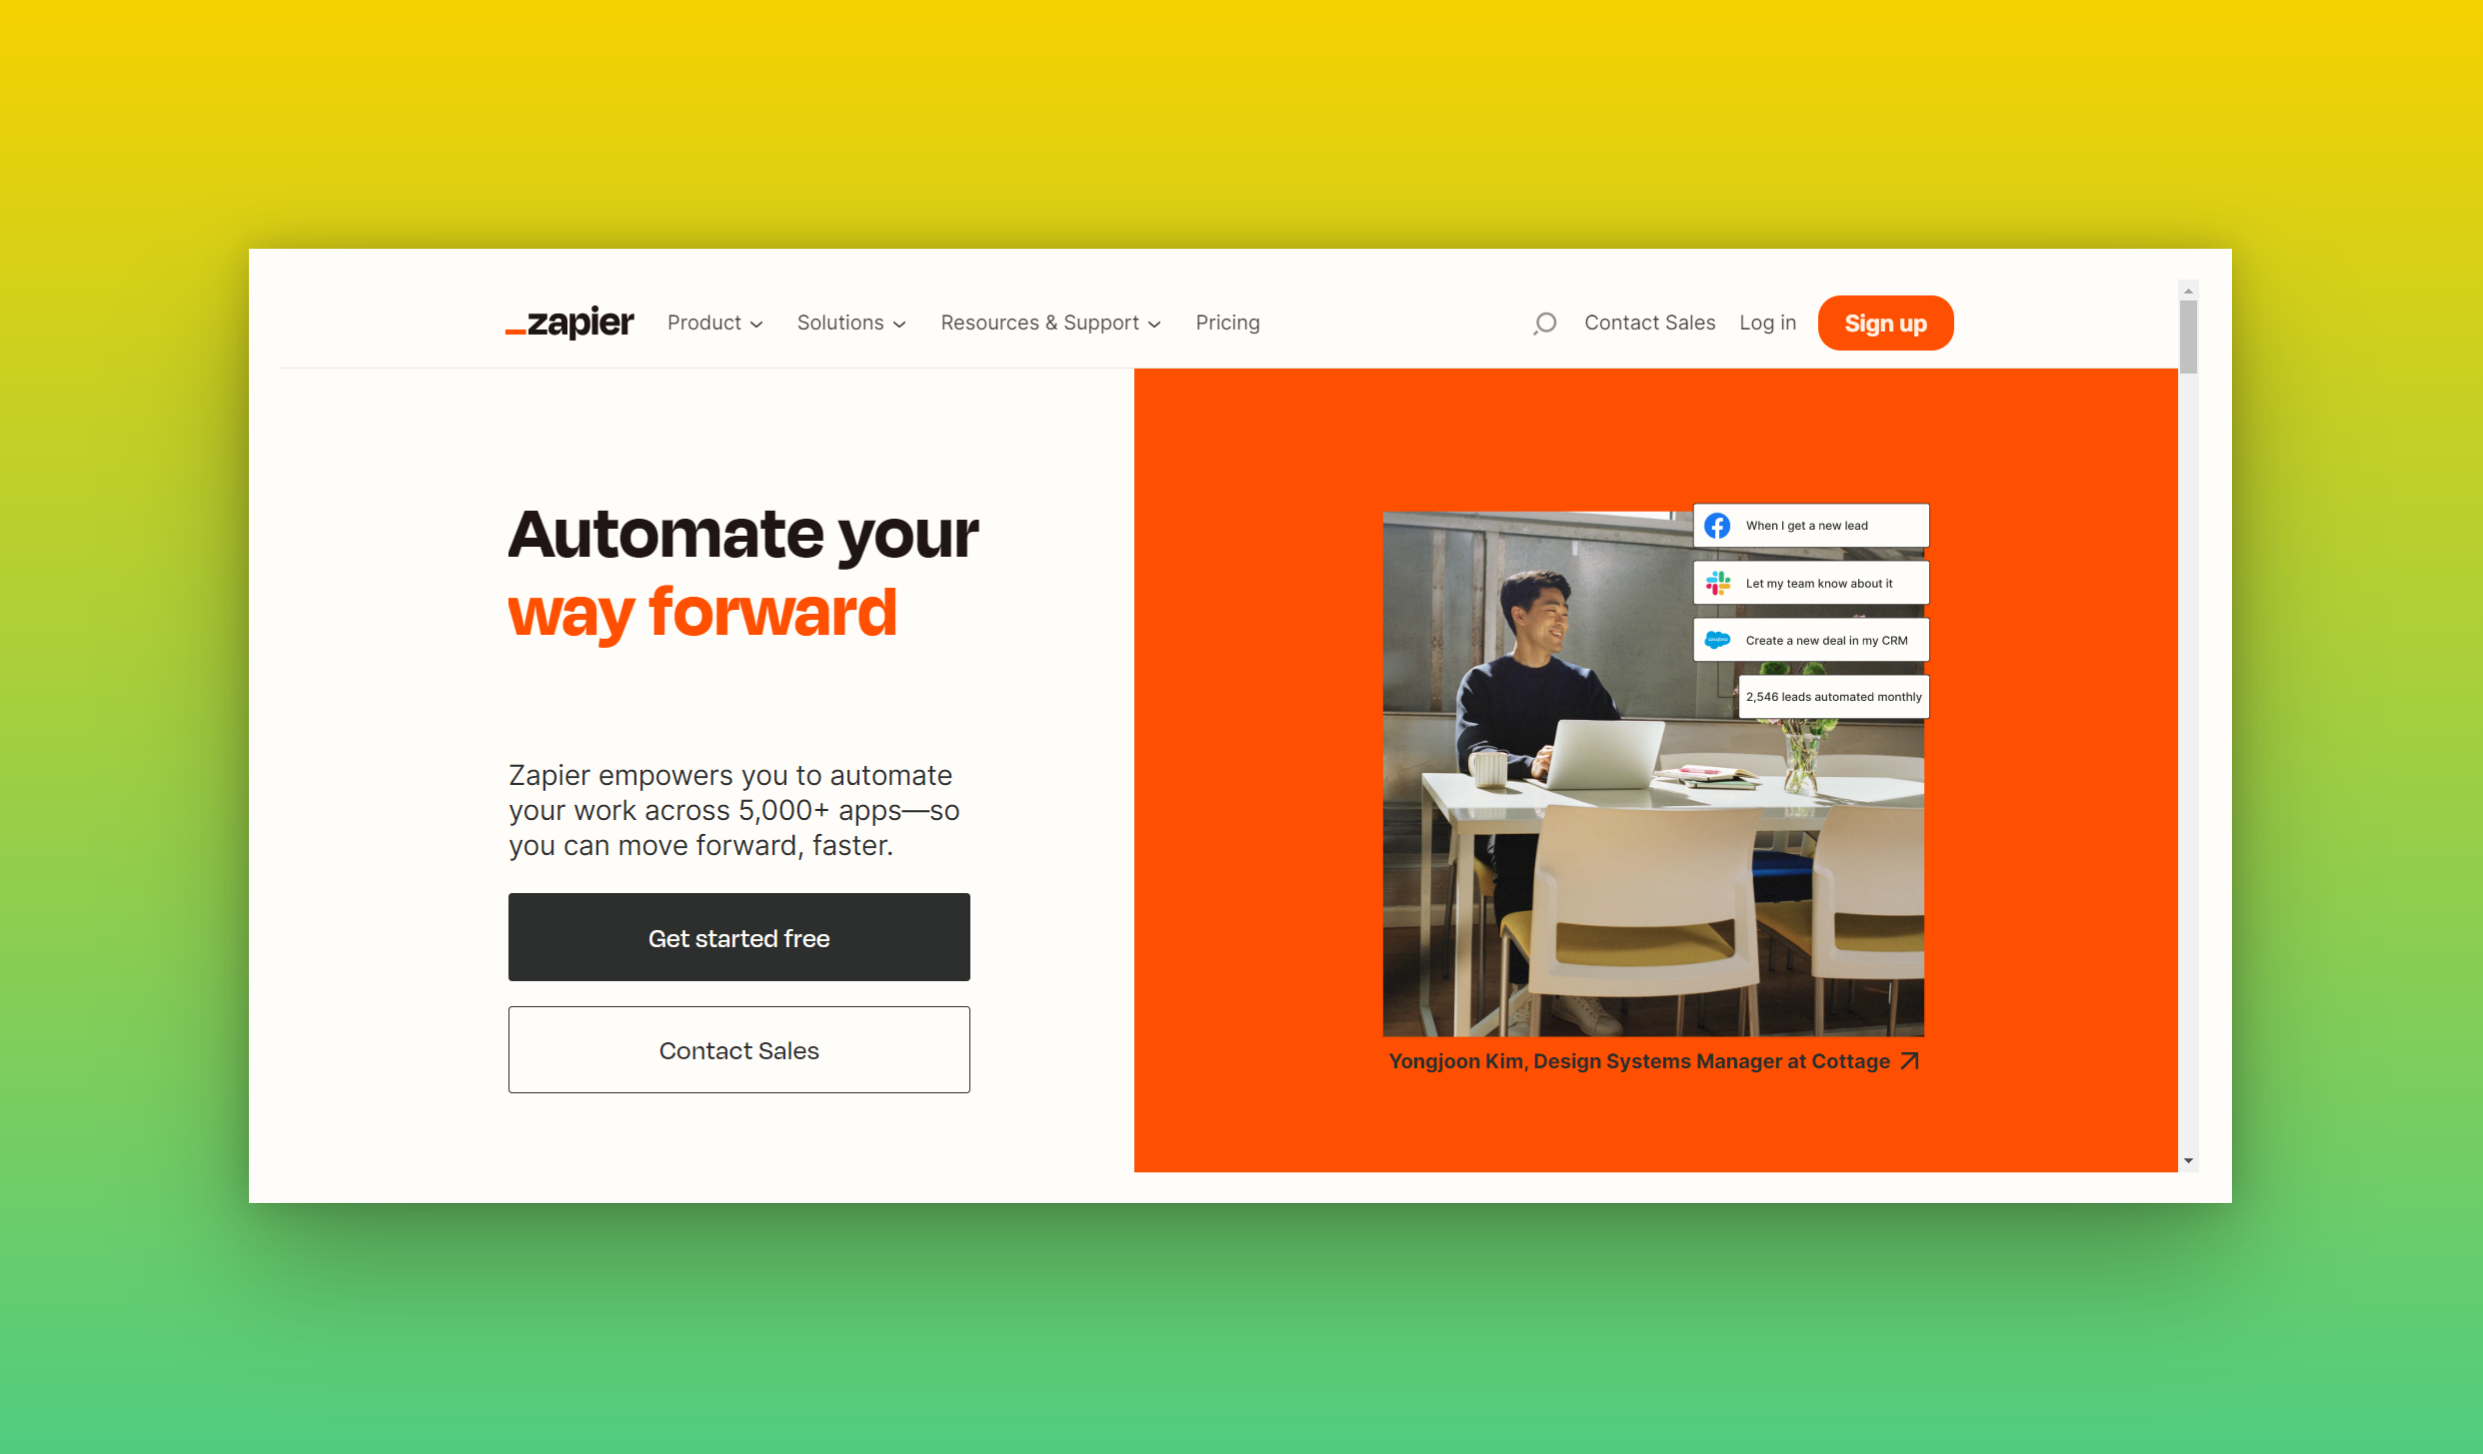 zapier
Product
Solutions
Resources & Support
Pricing
Contact Sales
Log in
Sign up
Automate your
way forward
Zapier empowers you to automate
your work across 5,000+ apps—so
you can move forward, faster.
Get started free
Contact Sales
When I get a new lead
Let my team know about it
Create a new deal in my CRM
2,546 leads automated monthly
Yongjoon Kim, Design Systems Manager at Cottage